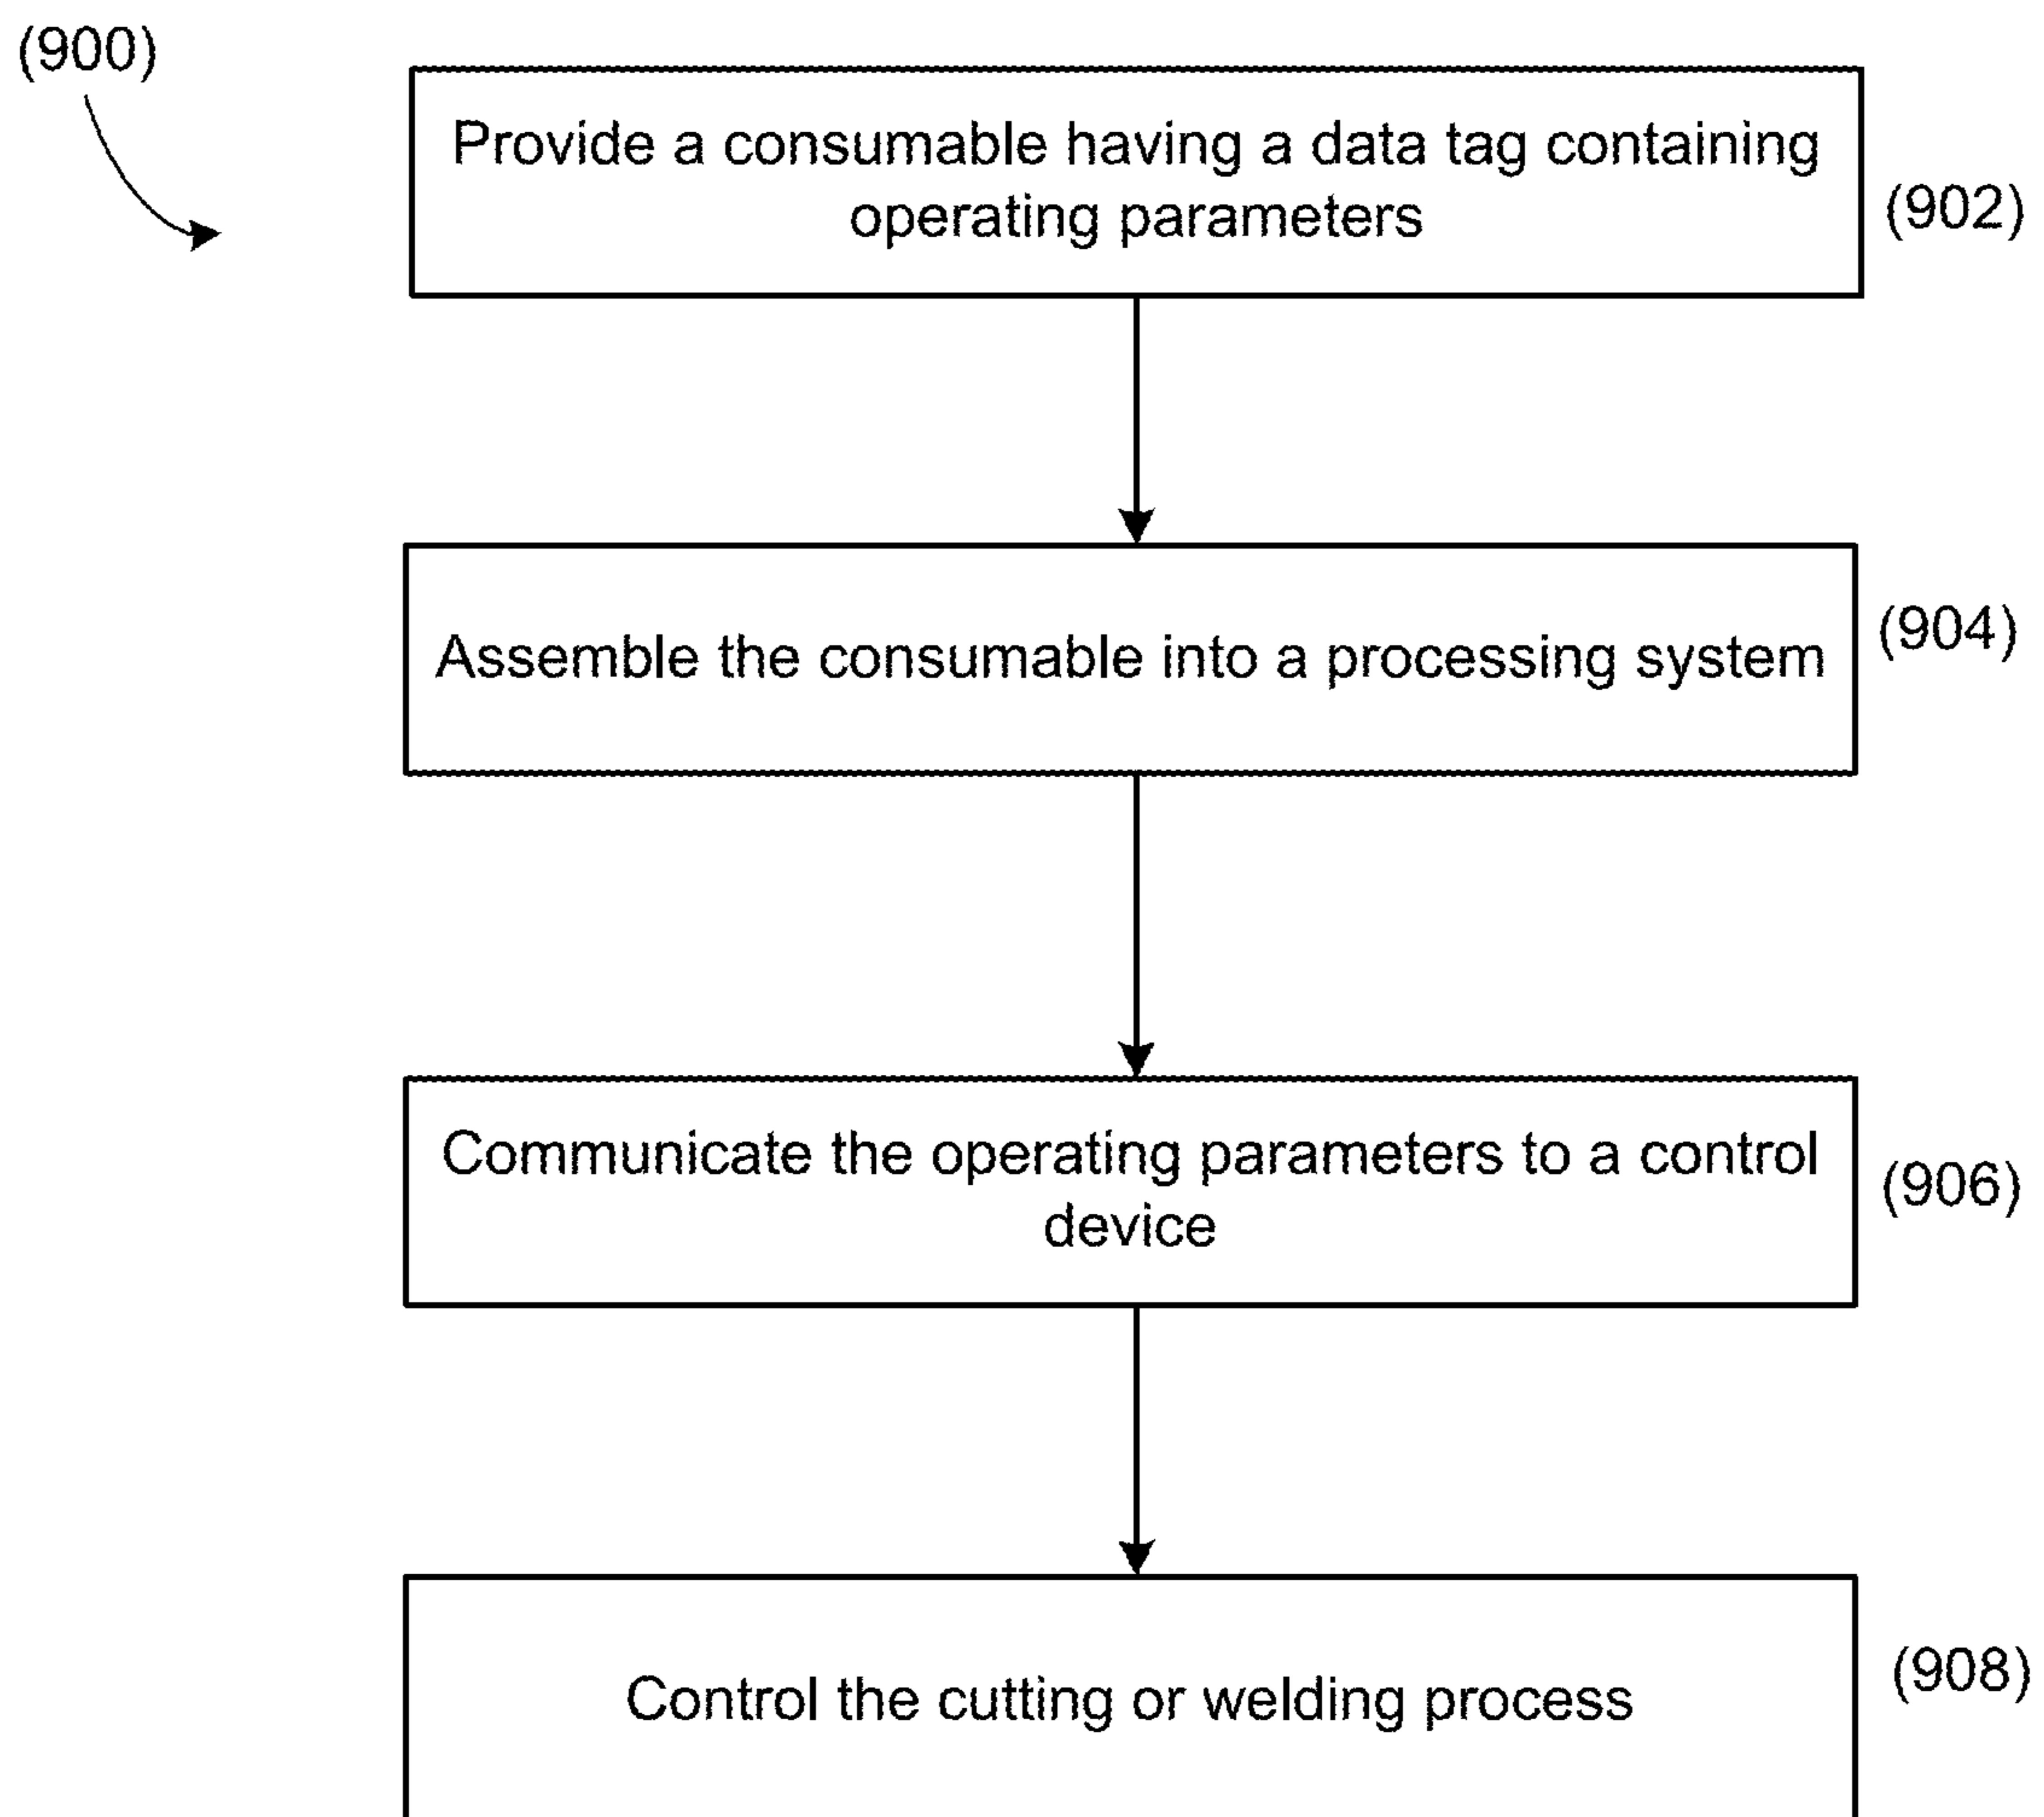 (900)
Provide a consumable having a data tag containing
operating parameters
(902)
Assemble the consumable into a processing system
(904)
Communicate the operating parameters to a control
device
(906)
Control the cutting or welding process
(908)